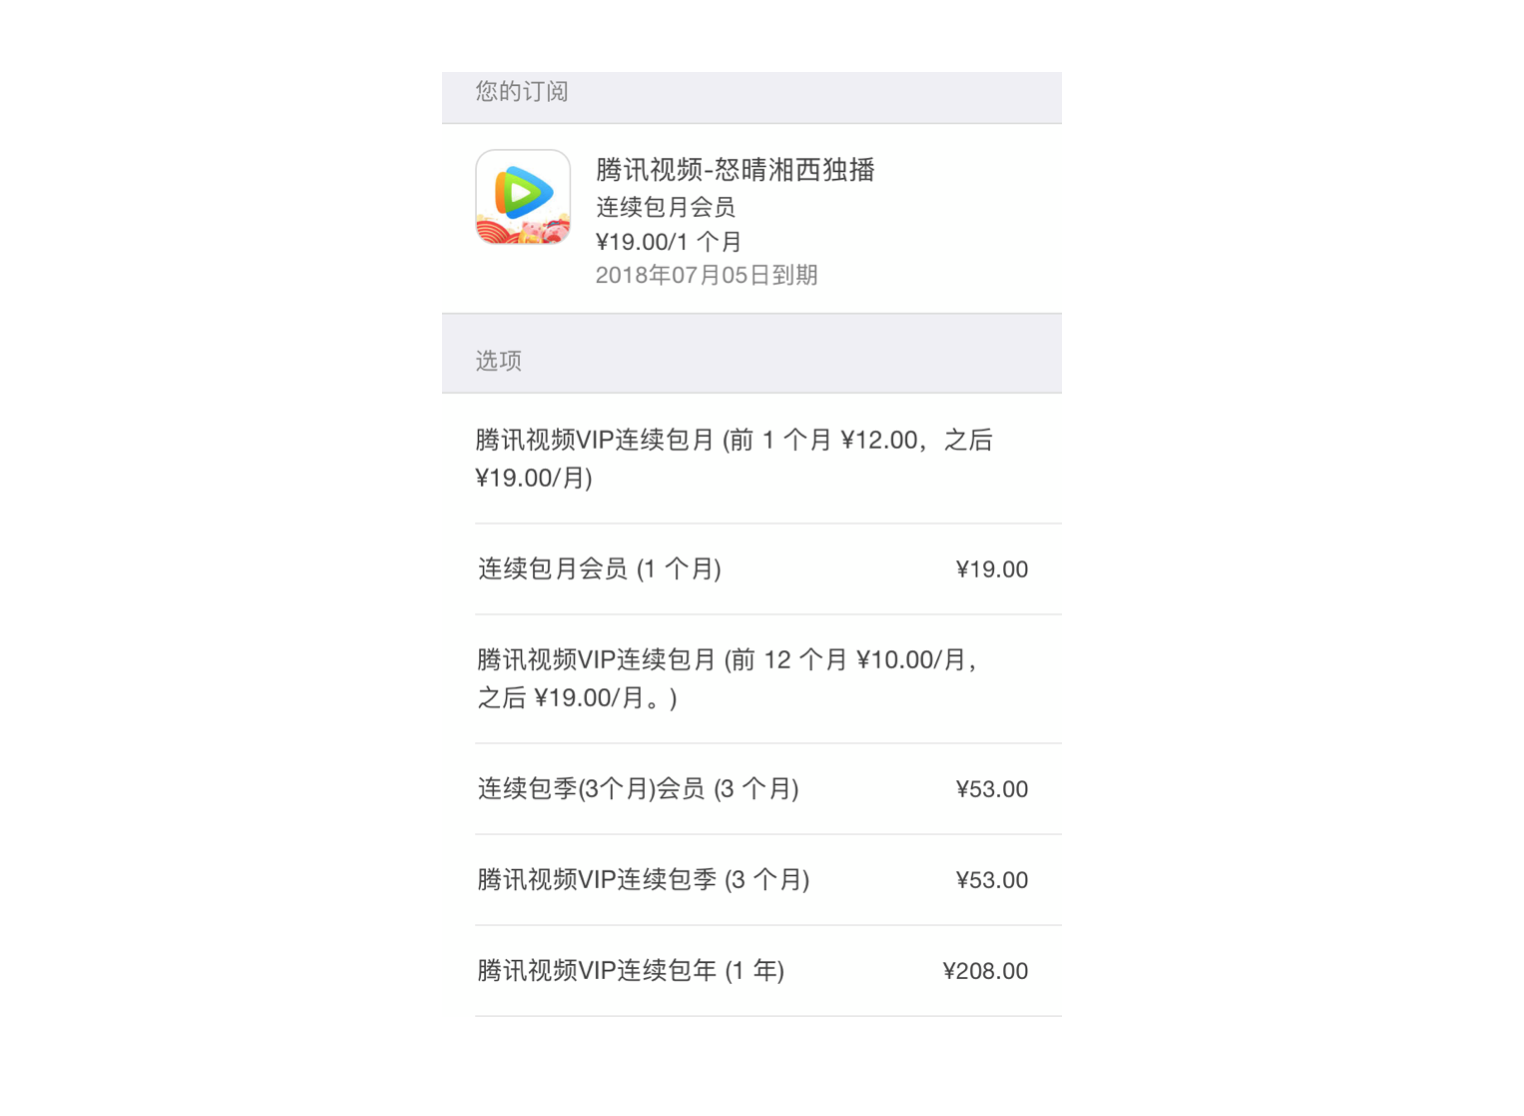 您的订阅
腾讯视频-怒晴湘西独播
连续包月会员
¥19.00/1 个月
2018年07月05日到期
选项
腾讯视频VIP连续包月 (前 1 个月 ¥12.00，之后
¥19.00/月)
连续包月会员 (1 个月) ¥19.00
腾讯视频VIP连续包月 (前 12 个月 ¥10.00/月，
之后 ¥19.00/月。)
连续包季(3个月)会员 (3 个月) ¥53.00
腾讯视频VIP连续包季 (3 个月) ¥53.00
腾讯视频VIP连续包年 (1 年) ¥208.00